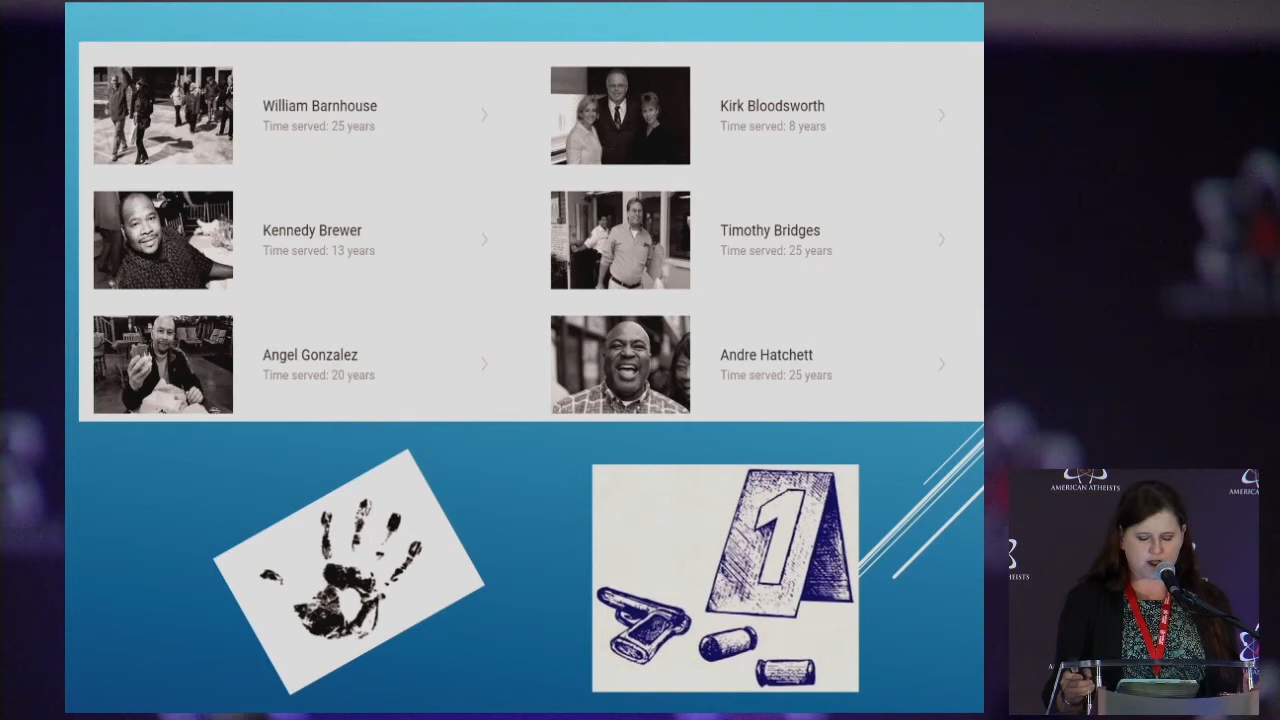 William Barnhouse
Time served: 25 years
Kirk Bloodsworth
Time served: 8 years
Kennedy Brewer
Time served: 13 years
Timothy Bridges
Time served: 25 years
Angel Gonzalez
Time served: 20 years
Andre Hatchett
Time served: 25 years
1
AMERICAN ATHEISTS
AMERICA
HEISTS